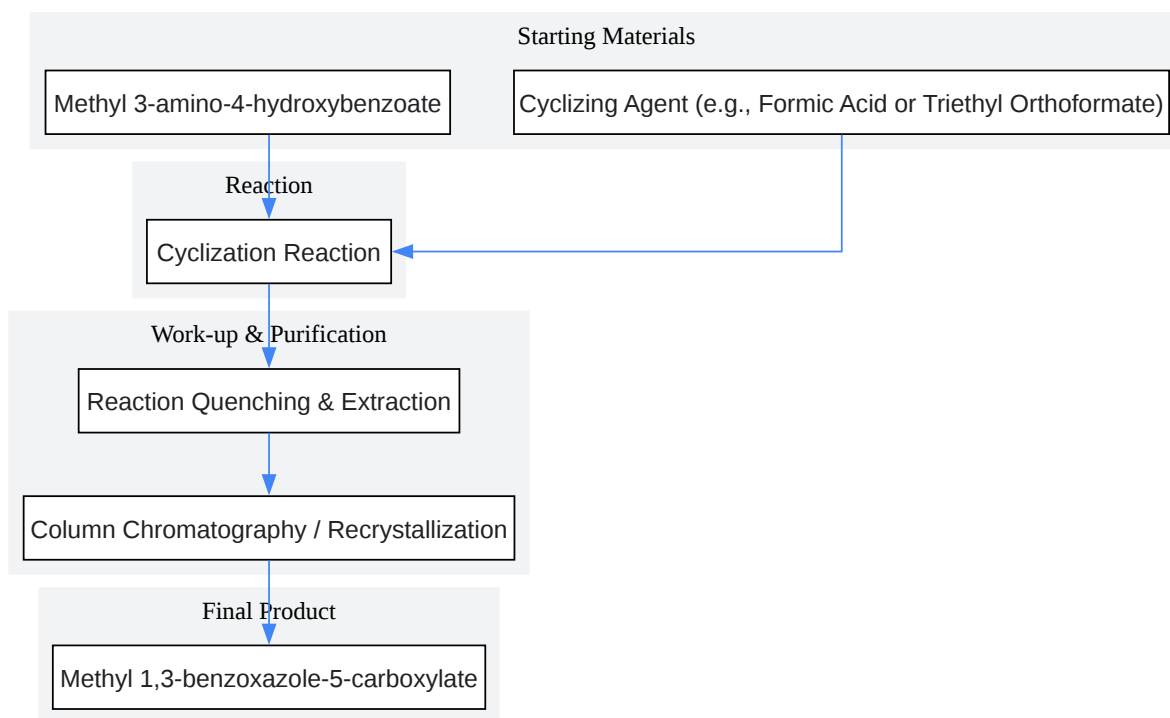 Starting Materials
Methyl 3-amino-4-hydroxybenzoate
Cyclizing Agent (e.g., Formic Acid or Triethyl Orthoformate)
Reaction
Cyclization Reaction
Work-up & Purification
Reaction Quenching & Extraction
Column Chromatography / Recrystallization
Final Product
Methyl 1,3-benzoxazole-5-carboxylate